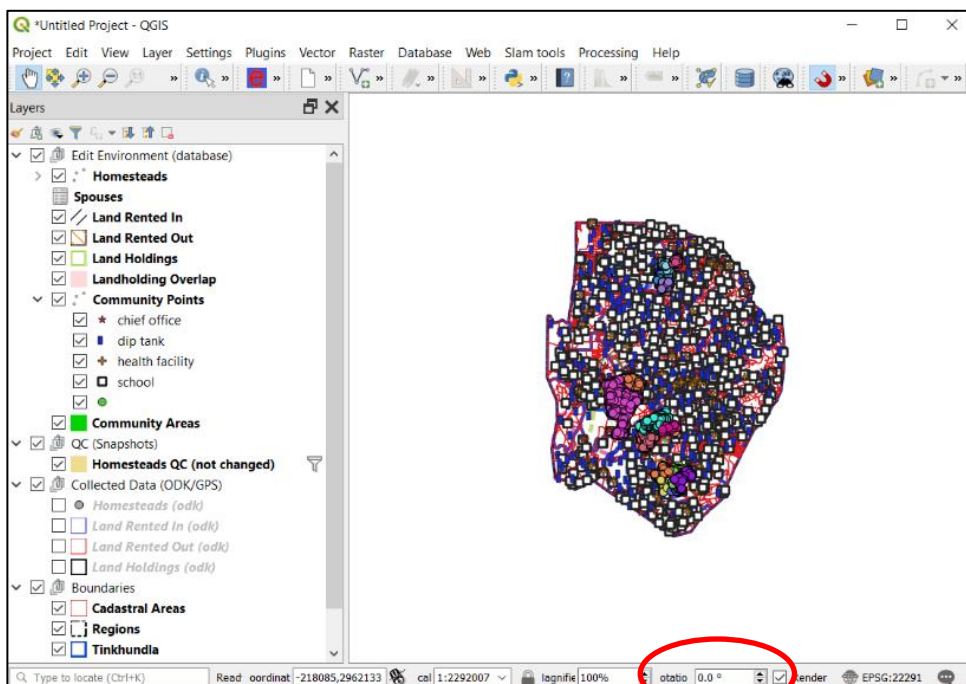 *Untitled Project - QGIS
Project Edit View Layer Settings Plugins Vector Raster Database Web Slam tools Processing Help
Layers
Edit Environment (database)
Homesteads
Spouses
Land Rented In
Land Rented Out
Land Holdings
Landholding Overlap
Community Points
chief office
dip tank
health facility
school
Community Areas
QC (Snapshots)
Homesteads QC (not changed)
Collected Data (ODK/GPS)
Homesteads (odk)
Land Rented In (odk)
Land Rented Out (odk)
Land Holdings (odk)
Boundaries
Cadastral Areas
Regions
Tinkhundla
Type to locate (Ctrl+K) Read oordinat -218085,2962133 cal 1:2292007 lagnifie 100% otatio 0.0 ° ender EPSG:22291